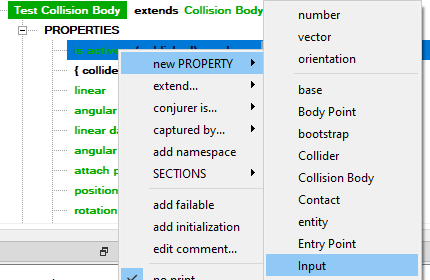 Test Collision Body extends Collision Body
PROPERTIES
{ collide
linear
angular
linear da
angular
attach p
position
rotation
new PROPERTY
extend...
conjurer is...
captured by...
add namespace
SECTIONS
add failable
add initialization
edit comment...
no print
number
vector
orientation
base
Body Point
bootstrap
Collider
Collision Body
Contact
entity
Entry Point
Input